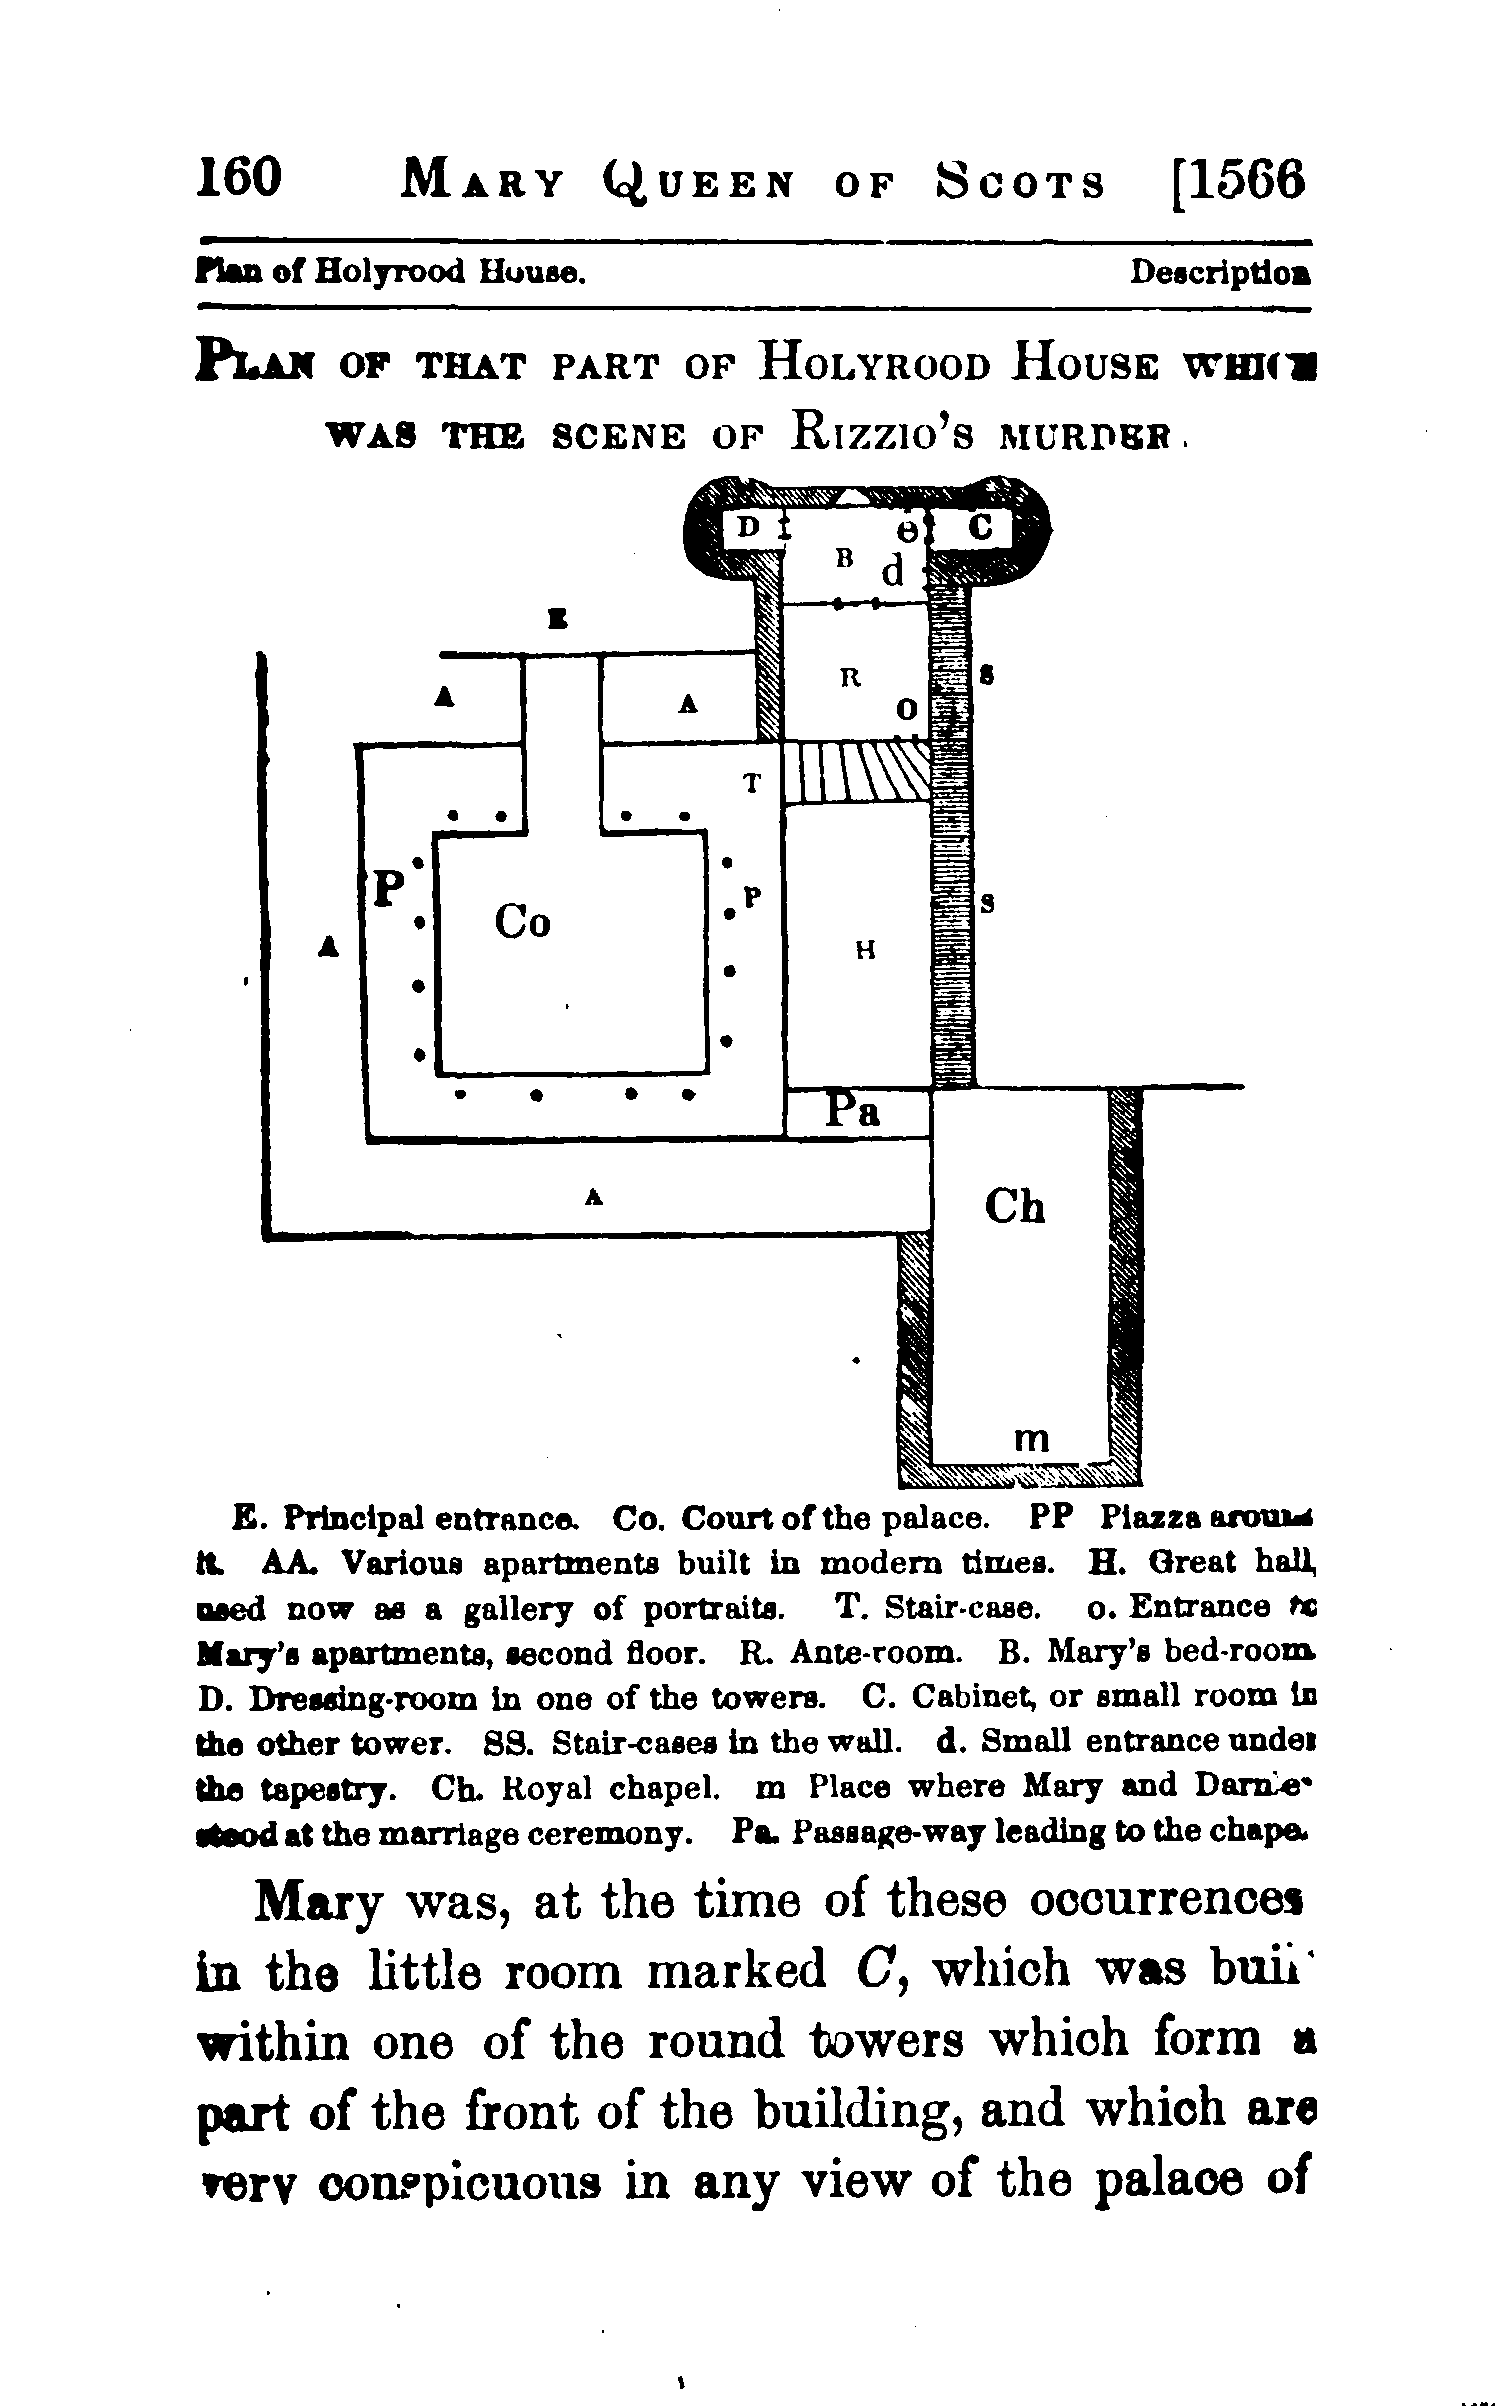 160 MARY QUEEN OF SCOTS [1566
Plan of Holyrood House. Description
PLAN OF THAT PART OF HOLYROOD HOUSE WHICH
WAS THE SCENE OF RIZZIO'S MURDER.
D e C
B d
E
R S
A A o
T
P P
Co S
A H
Pa
A Ch
m
E. Principal entrance. Co. Court of the palace. PP Piazza around
it. AA. Various apartments built in modern times. H. Great hall,
used now as a gallery of portraits. T. Stair-case. o. Entrance to
Mary's apartments, second floor. R. Ante-room. B. Mary's bed-room.
D. Dressing-room in one of the towers. C. Cabinet, or small room in
the other tower. SS. Stair-cases in the wall. d. Small entrance under
the tapestry. Ch. Royal chapel. m Place where Mary and Darnley
stood at the marriage ceremony. Pa. Passage-way leading to the chapel.
Mary was, at the time of these occurrences
in the little room marked C, which was built
within one of the round towers which form a
part of the front of the building, and which are
very conspicuous in any view of the palace of